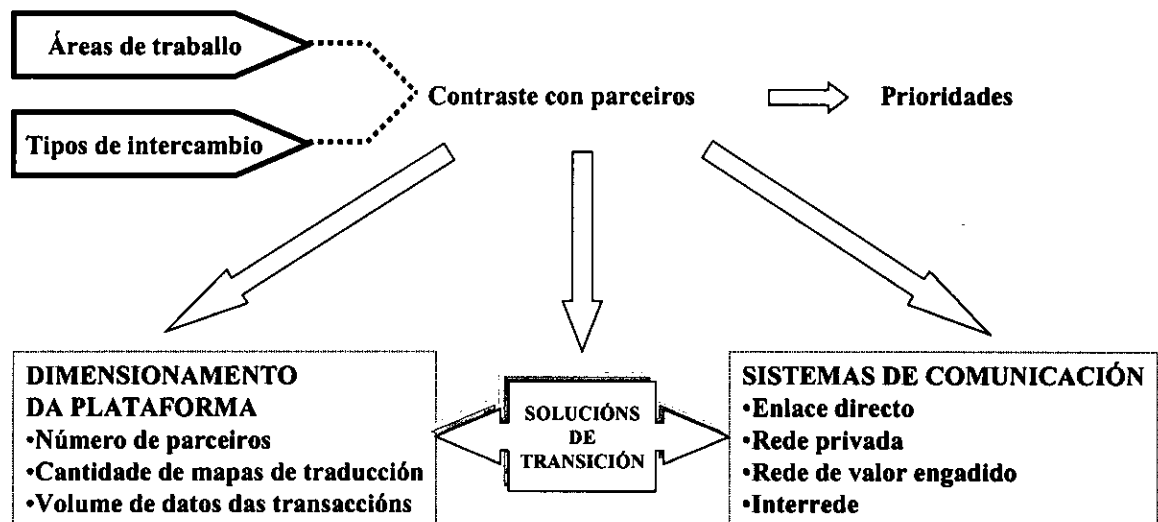 Áreas de traballo
Tipos de intercambio
Contraste con parceiros
Prioridades
DIMENSIONAMENTO
DA PLATAFORMA
•Número de parceiros
•Cantidade de mapas de traducción
•Volume de datos das transaccións
SOLUCIÓNS
DE
TRANSICIÓN
SISTEMAS DE COMUNICACIÓN
•Enlace directo
•Rede privada
•Rede de valor engadido
•Interrede